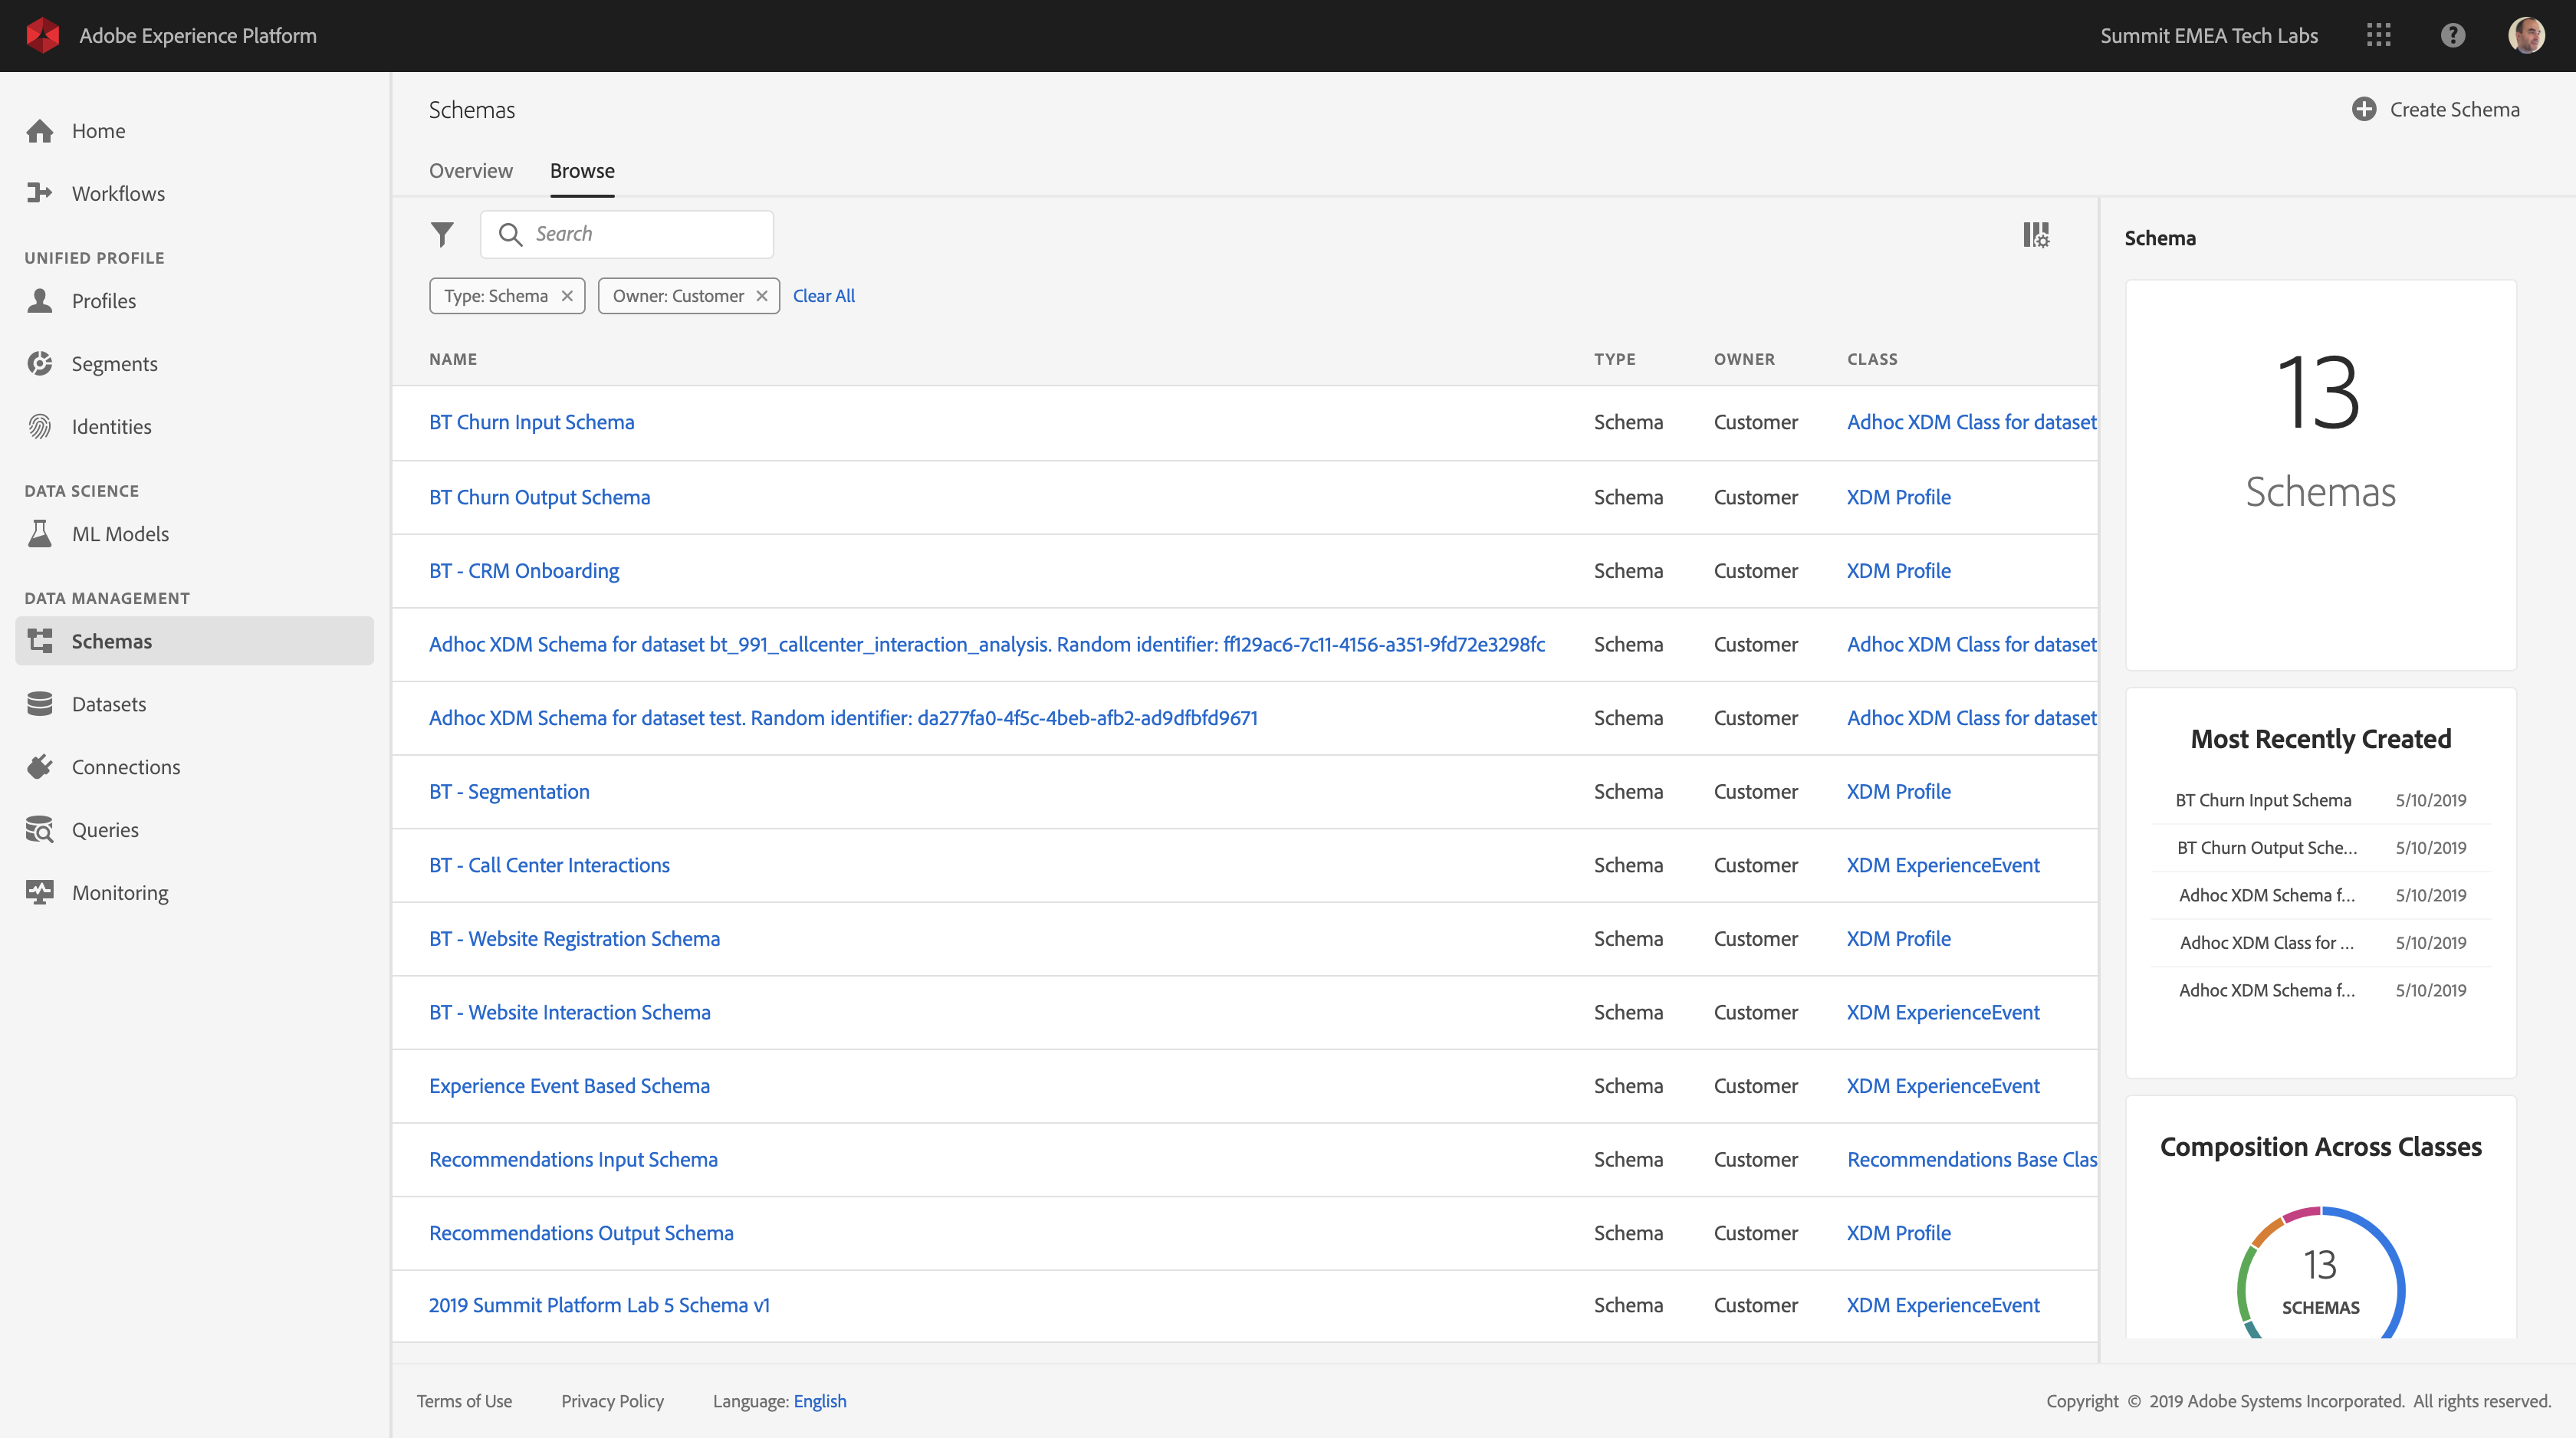 Adobe Experience Platform
Summit EMEA Tech Labs
Home
Workflows
UNIFIED PROFILE
Profiles
Segments
Identities
DATA SCIENCE
ML Models
DATA MANAGEMENT
Schemas
Datasets
Connections
Queries
Monitoring
Schemas
Create Schema
Overview Browse
Search
Type: Schema Owner: Customer Clear All
NAME TYPE OWNER CLASS
BT Churn Input Schema Schema Customer Adhoc XDM Class for dataset
BT Churn Output Schema Schema Customer XDM Profile
BT - CRM Onboarding Schema Customer XDM Profile
Adhoc XDM Schema for dataset bt_991_callcenter_interaction_analysis. Random identifier: ff129ac6-7c11-4156-a351-9fd72e3298fc Schema Customer Adhoc XDM Class for dataset
Adhoc XDM Schema for dataset test. Random identifier: da277fa0-4f5c-4beb-afb2-ad9dfbfd9671 Schema Customer Adhoc XDM Class for dataset
BT - Segmentation Schema Customer XDM Profile
BT - Call Center Interactions Schema Customer XDM ExperienceEvent
BT - Website Registration Schema Schema Customer XDM Profile
BT - Website Interaction Schema Schema Customer XDM ExperienceEvent
Experience Event Based Schema Schema Customer XDM ExperienceEvent
Recommendations Input Schema Schema Customer Recommendations Base Clas
Recommendations Output Schema Schema Customer XDM Profile
2019 Summit Platform Lab 5 Schema v1 Schema Customer XDM ExperienceEvent
Schema
13
Schemas
Most Recently Created
BT Churn Input Schema 5/10/2019
BT Churn Output Sche... 5/10/2019
Adhoc XDM Schema f... 5/10/2019
Adhoc XDM Class for ... 5/10/2019
Adhoc XDM Schema f... 5/10/2019
Composition Across Classes
13
SCHEMAS
Terms of Use Privacy Policy Language: English
Copyright © 2019 Adobe Systems Incorporated. All rights reserved.